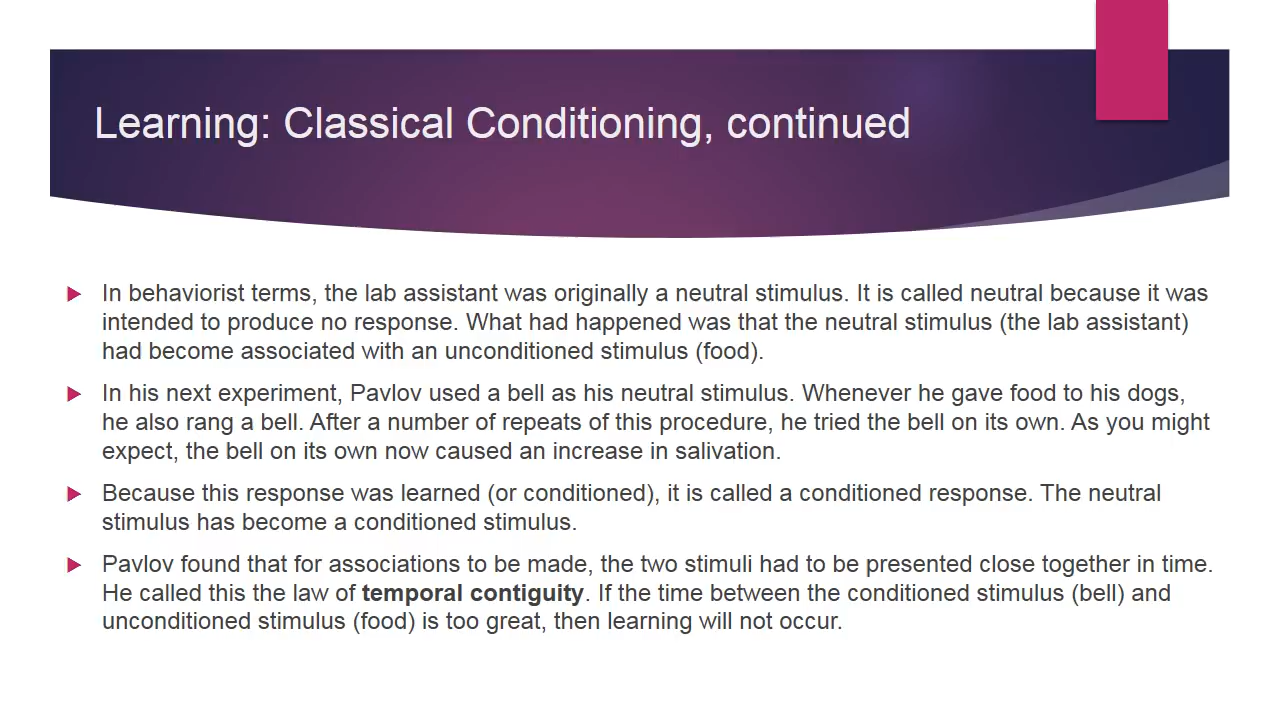 Learning: Classical Conditioning, continued
In behaviorist terms, the lab assistant was originally a neutral stimulus. It is called neutral because it was
intended to produce no response. What had happened was that the neutral stimulus (the lab assistant)
had become associated with an unconditioned stimulus (food).
In his next experiment, Pavlov used a bell as his neutral stimulus. Whenever he gave food to his dogs,
he also rang a bell. After a number of repeats of this procedure, he tried the bell on its own. As you might
expect, the bell on its own now caused an increase in salivation.
Because this response was learned (or conditioned), it is called a conditioned response. The neutral
stimulus has become a conditioned stimulus.
Pavlov found that for associations to be made, the two stimuli had to be presented close together in time.
He called this the law of temporal contiguity. If the time between the conditioned stimulus (bell) and
unconditioned stimulus (food) is too great, then learning will not occur.